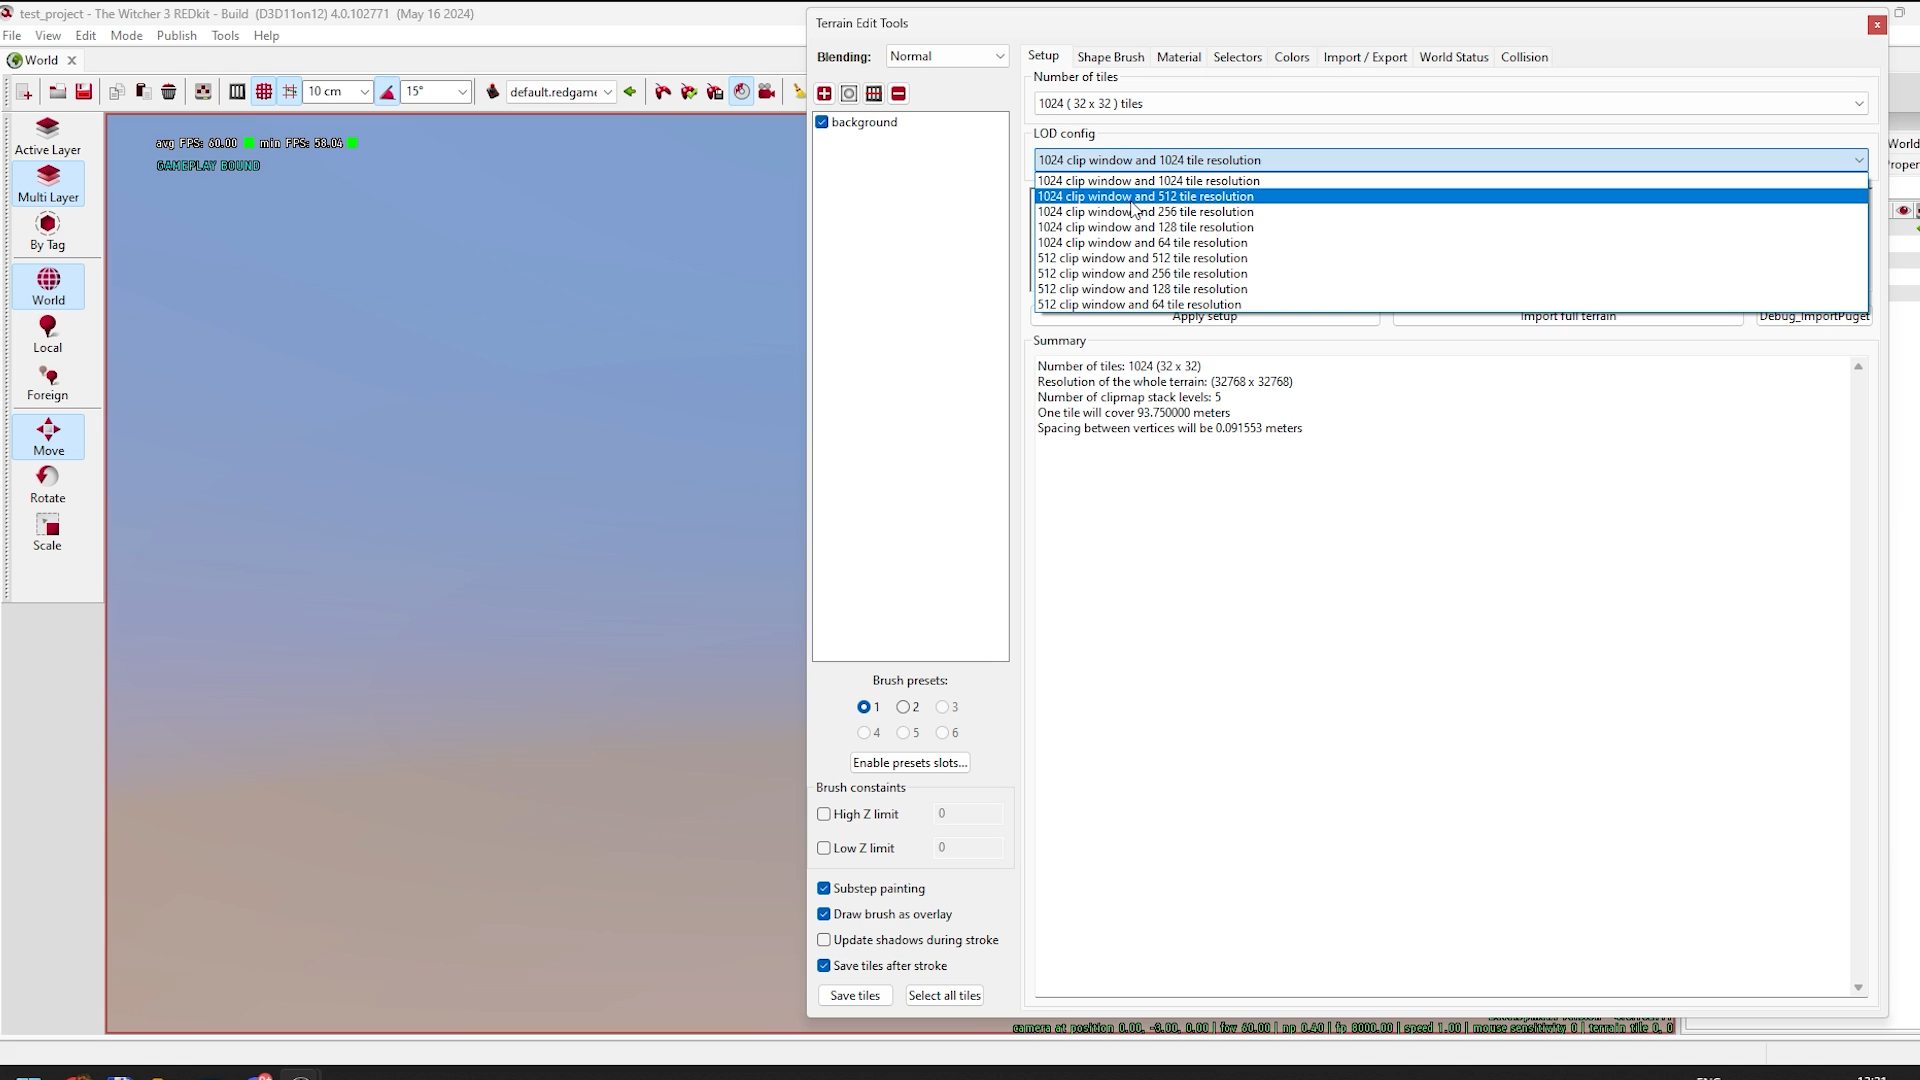 test_project - The Witcher 3 REDkit - Build (D3D11on12) 4.0.102771 (May 16 2024)
File View Edit Mode Publish Tools Help
World
10 cm 15° default.redgame
Active Layer
Multi Layer
By Tag
World
Local
Foreign
Move
Rotate
Scale
avg FPS: 60.00 min FPS: 58.04
GAMEPLAY BOUND
Terrain Edit Tools
Blending: Normal
background
Brush presets:
1 2 3
4 5 6
Enable presets slots...
Brush constaints
High Z limit 0
Low Z limit 0
Substep painting
Draw brush as overlay
Update shadows during stroke
Save tiles after stroke
Save tiles Select all tiles
Setup Shape Brush Material Selectors Colors Import / Export World Status Collision
Number of tiles
1024 ( 32 x 32 ) tiles
LOD config
1024 clip window and 1024 tile resolution
1024 clip window and 1024 tile resolution
1024 clip window and 512 tile resolution
1024 clip window and 256 tile resolution
1024 clip window and 128 tile resolution
1024 clip window and 64 tile resolution
512 clip window and 512 tile resolution
512 clip window and 256 tile resolution
512 clip window and 128 tile resolution
512 clip window and 64 tile resolution
Apply setup Import full terrain Debug_ImportPuget
Summary
Number of tiles: 1024 (32 x 32)
Resolution of the whole terrain: (32768 x 32768)
Number of clipmap stack levels: 5
One tile will cover 93.750000 meters
Spacing between vertices will be 0.091553 meters
World
camera at position 0.00, -3.00, 0.00 | fov 60.00 | np 0.40 | fp 8000.00 | speed 1.00 | mouse sensitivity 0 | terrain tile 0, 0